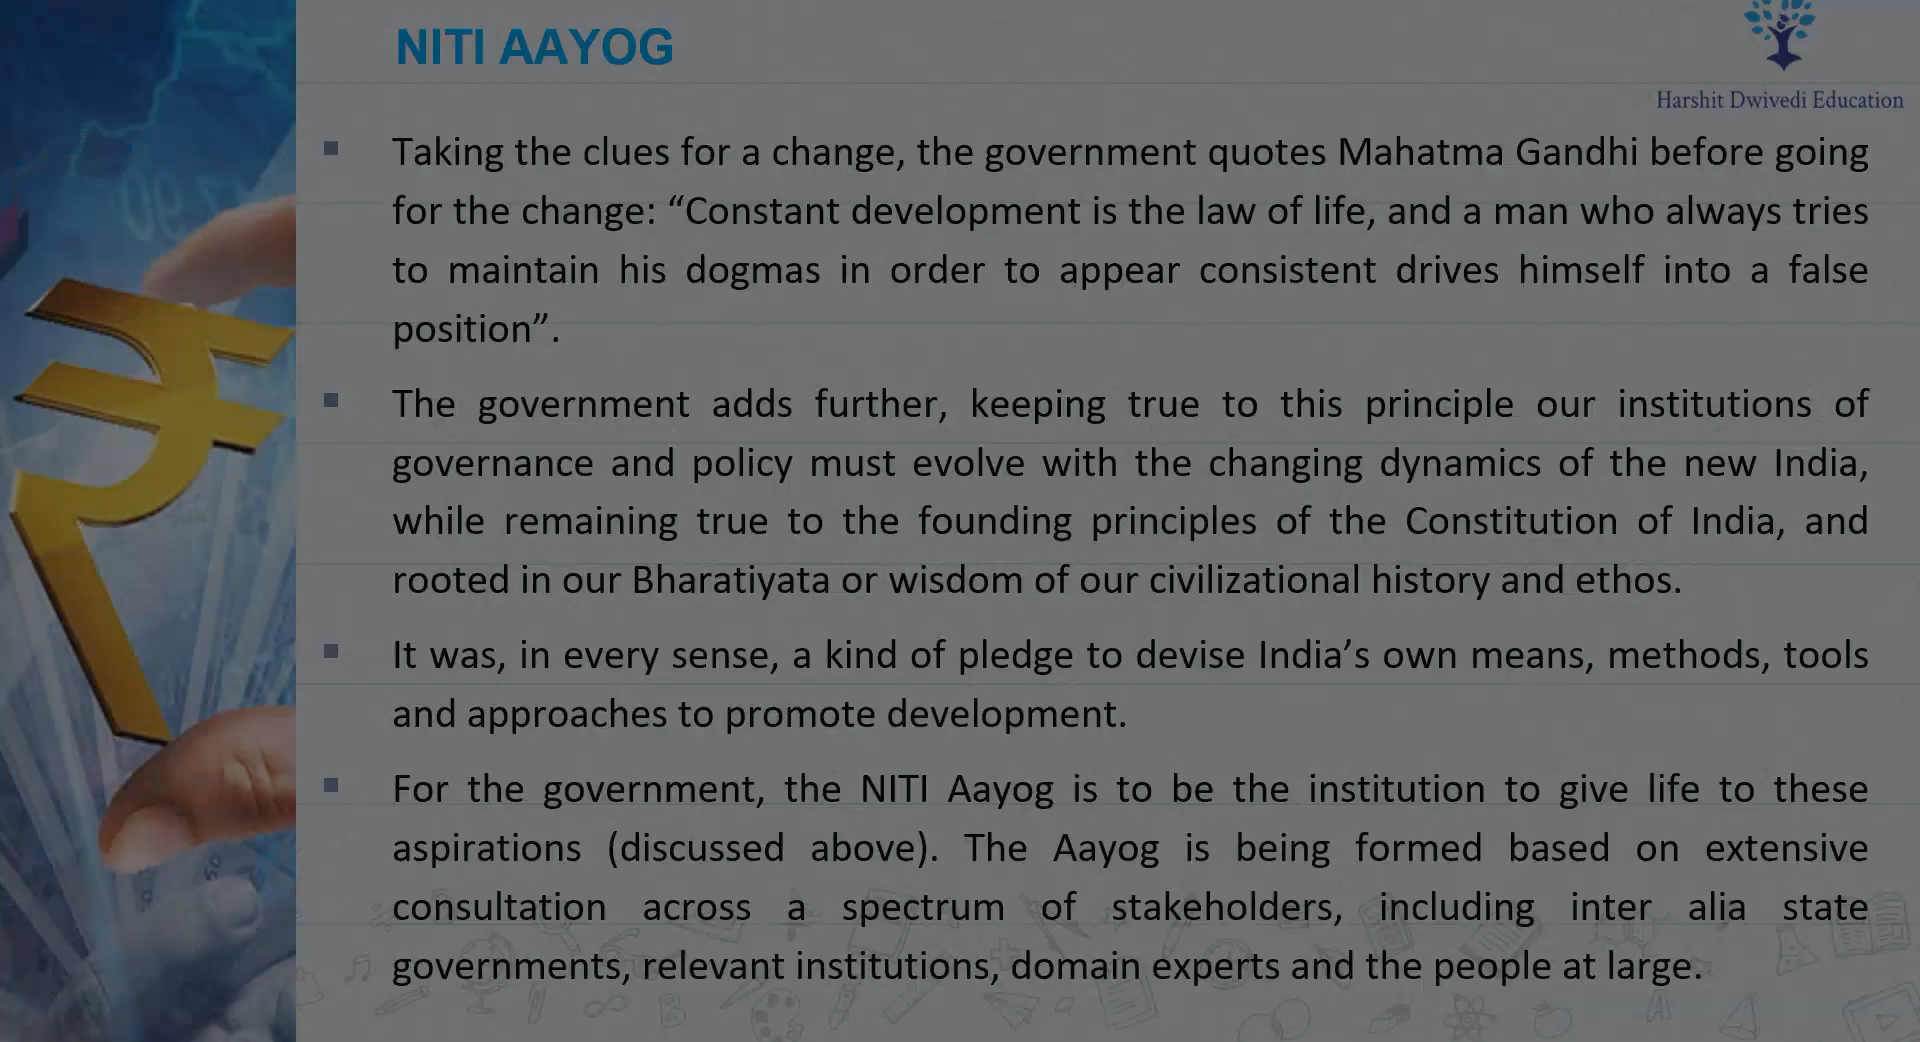 NITI AAYOG
Harshit Dwivedi Education
Taking the clues for a change, the government quotes Mahatma Gandhi before going
for the change: “Constant development is the law of life, and a man who always tries
to maintain his dogmas in order to appear consistent drives himself into a false
position”.
The government adds further, keeping true to this principle our institutions of
governance and policy must evolve with the changing dynamics of the new India,
while remaining true to the founding principles of the Constitution of India, and
rooted in our Bharatiyata or wisdom of our civilizational history and ethos.
It was, in every sense, a kind of pledge to devise India’s own means, methods, tools
and approaches to promote development.
For the government, the NITI Aayog is to be the institution to give life to these
aspirations (discussed above). The Aayog is being formed based on extensive
consultation across a spectrum of stakeholders, including inter alia state
governments, relevant institutions, domain experts and the people at large.